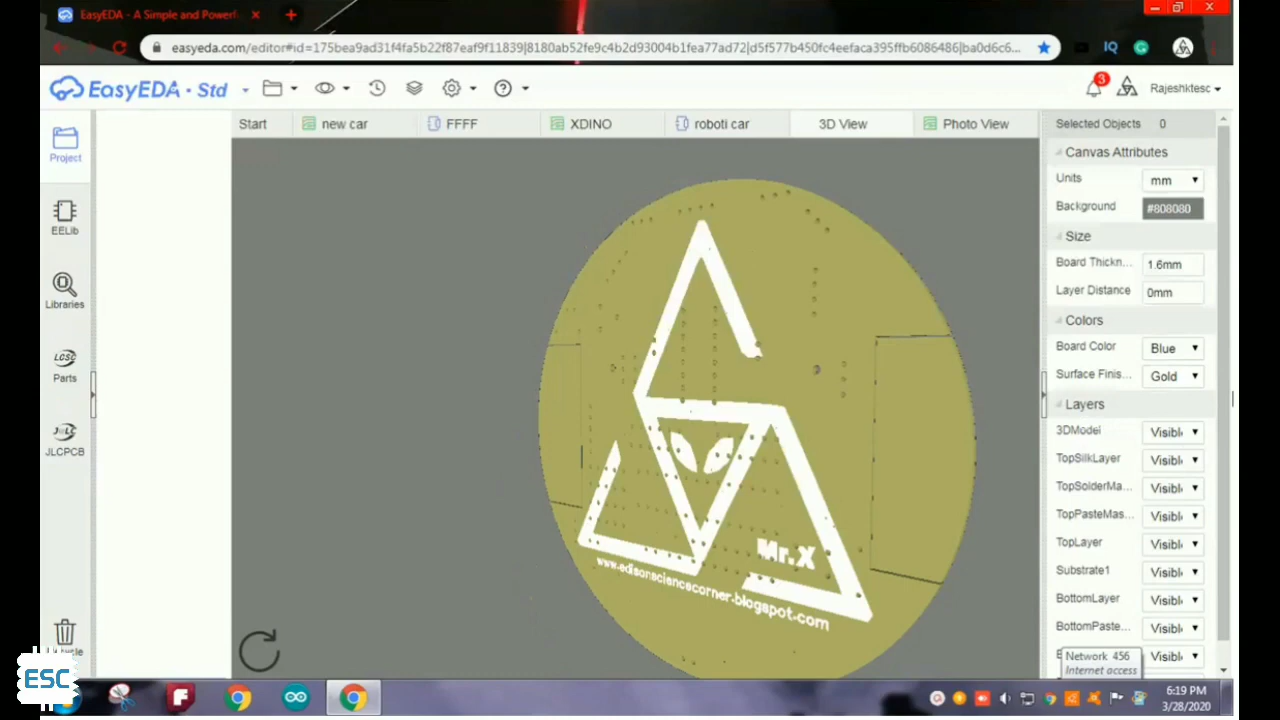 EasyEDA - A Simple and Powerf
easyeda.com/editor#id=175bea9ad31f4fa5b22f87eaf9f11839|8180ab52fe9c4b2d93004b1fea77ad72|d5f577b450fc4eefaca395ffb6086486|ba0d6c6...
IQ
EasyEDA · Std
3
Rajeshktesc
Project
EELib
Libraries
LCSC
Parts
JLCPCB
Start
new car
FFFF
XDINO
roboti car
3D View
Photo View
Mr.X
www.edisonsciencecorner.blogspot.com
Selected Objects 0
Canvas Attributes
Units mm
Background #808080
Size
Board Thickn... 1.6mm
Layer Distance 0mm
Colors
Board Color Blue
Surface Finis... Gold
Layers
3DModel Visibl
TopSilkLayer Visibl
TopSolderMa... Visibl
TopPasteMas... Visibl
TopLayer Visibl
Substrate1 Visibl
BottomLayer Visibl
BottomPaste... Visibl
Visibl
Network 456
Internet access
ESC
6:19 PM
3/28/2020